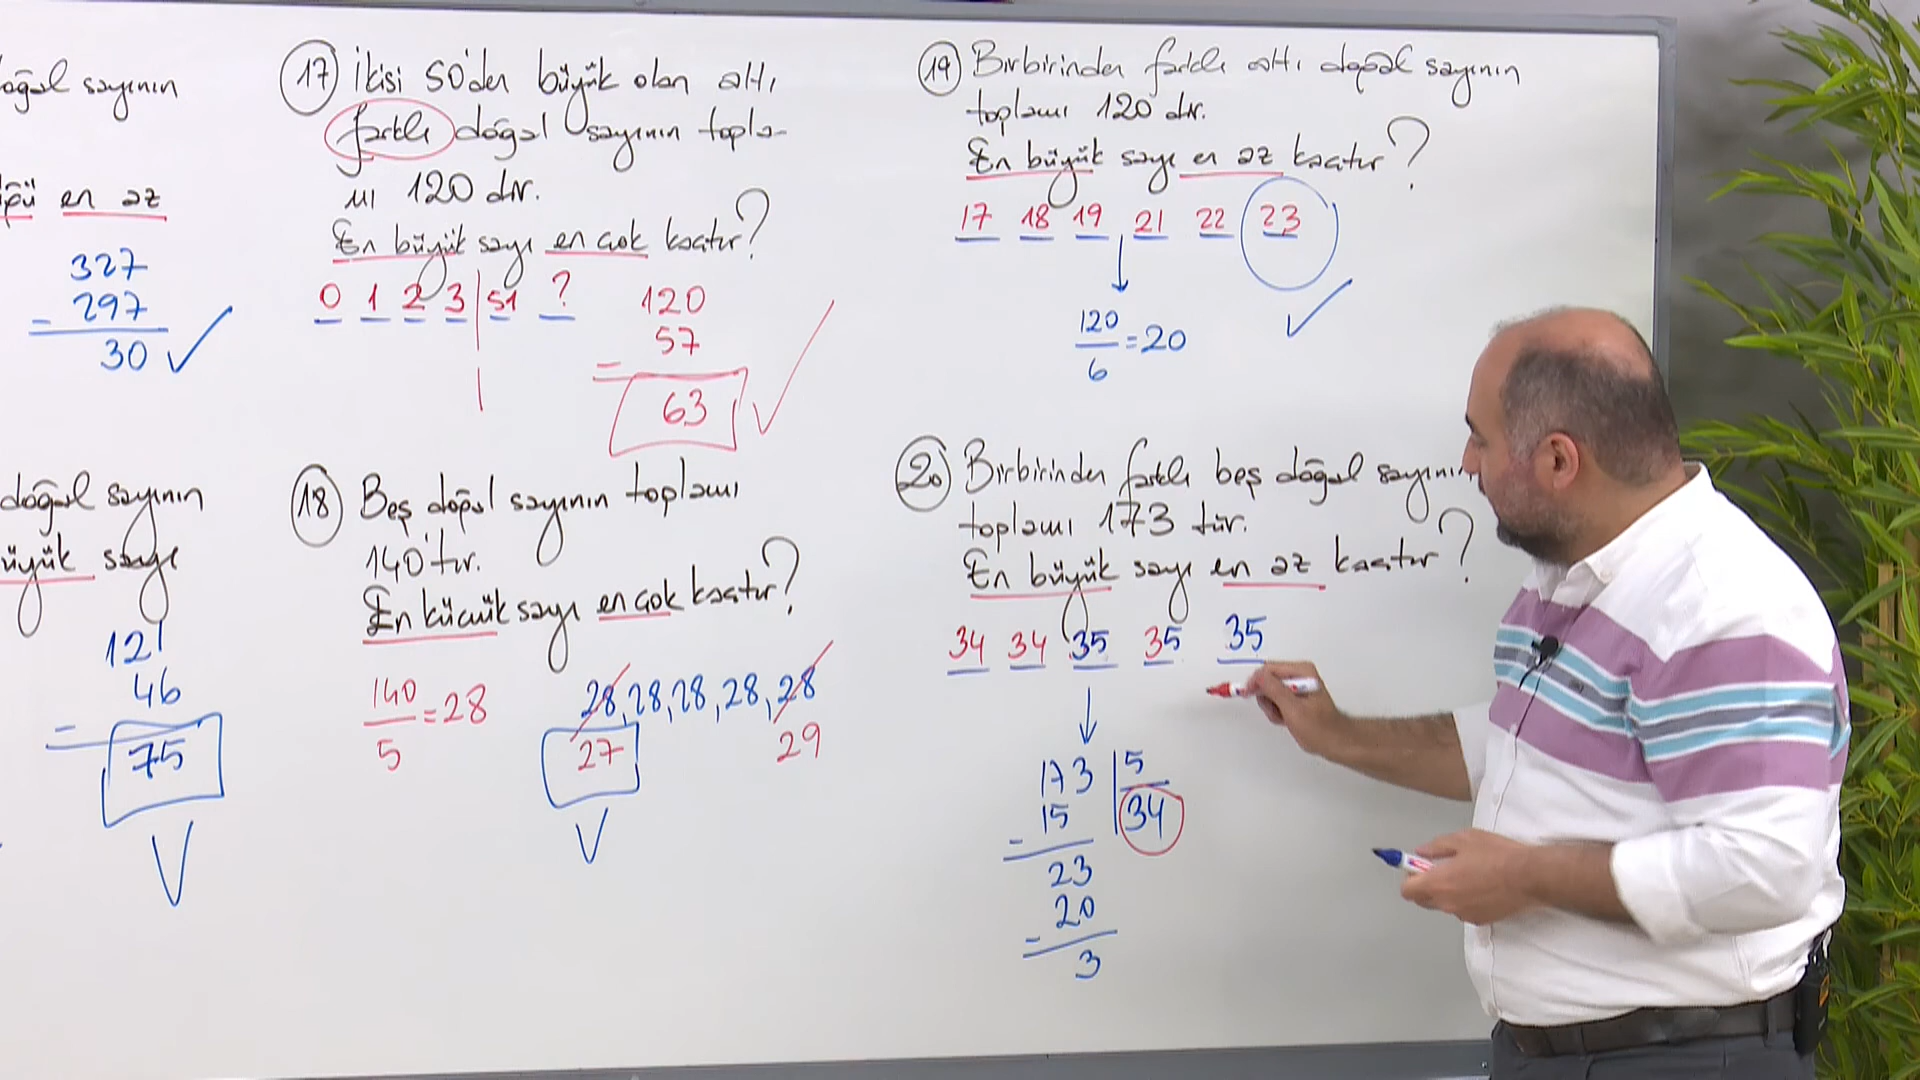 doğal sayının
en az
327
- 297
30
doğal sayının
büyük sayı
121
- 46
75
17 İkisi 50'den büyük olan altı
farklı doğal sayının topla-
mı 120 dir.
En büyük sayı en çok kaçtır?
0 1 2 3 51 ?
120
- 57
63
18 Beş doğal sayının toplamı
140'tır.
En küçük sayı en çok kaçtır?
140/5=28
28, 28, 28, 28, 28
27 29
19 Birbirinden farklı altı doğal sayının
toplamı 120 dir.
En büyük sayı en az kaçtır?
17 18 19 21 22 23
120/6=20
20 Birbirinden farklı beş doğal sayının
toplamı 173 tür.
En büyük sayı en az kaçtır?
34 34 35 35 35
173 | 5
- 15 34
23
- 20
3